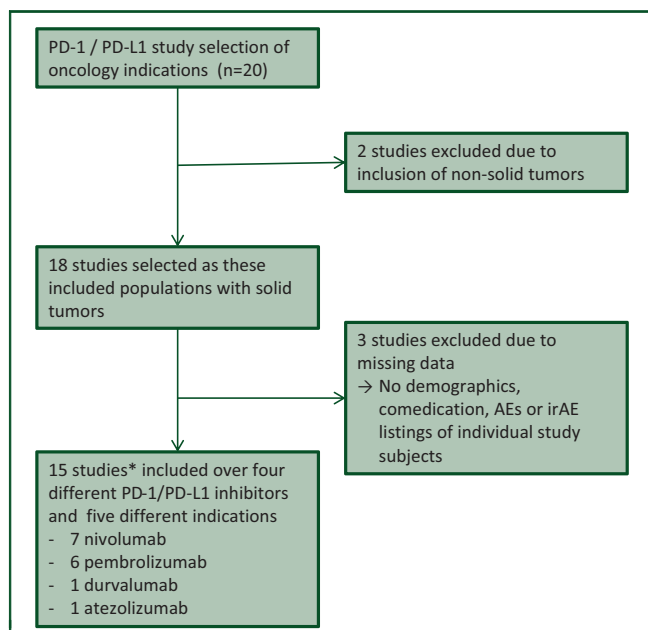 PD-1 / PD-L1 study selection of
oncology indications (n=20)
2 studies excluded due to
inclusion of non-solid tumors
18 studies selected as these
included populations with solid
tumors
3 studies excluded due to
missing data
→ No demographics,
comedication, AEs or irAE
listings of individual study
subjects
15 studies* included over four
different PD-1/PD-L1 inhibitors
and five different indications
- 7 nivolumab
- 6 pembrolizumab
- 1 durvalumab
- 1 atezolizumab